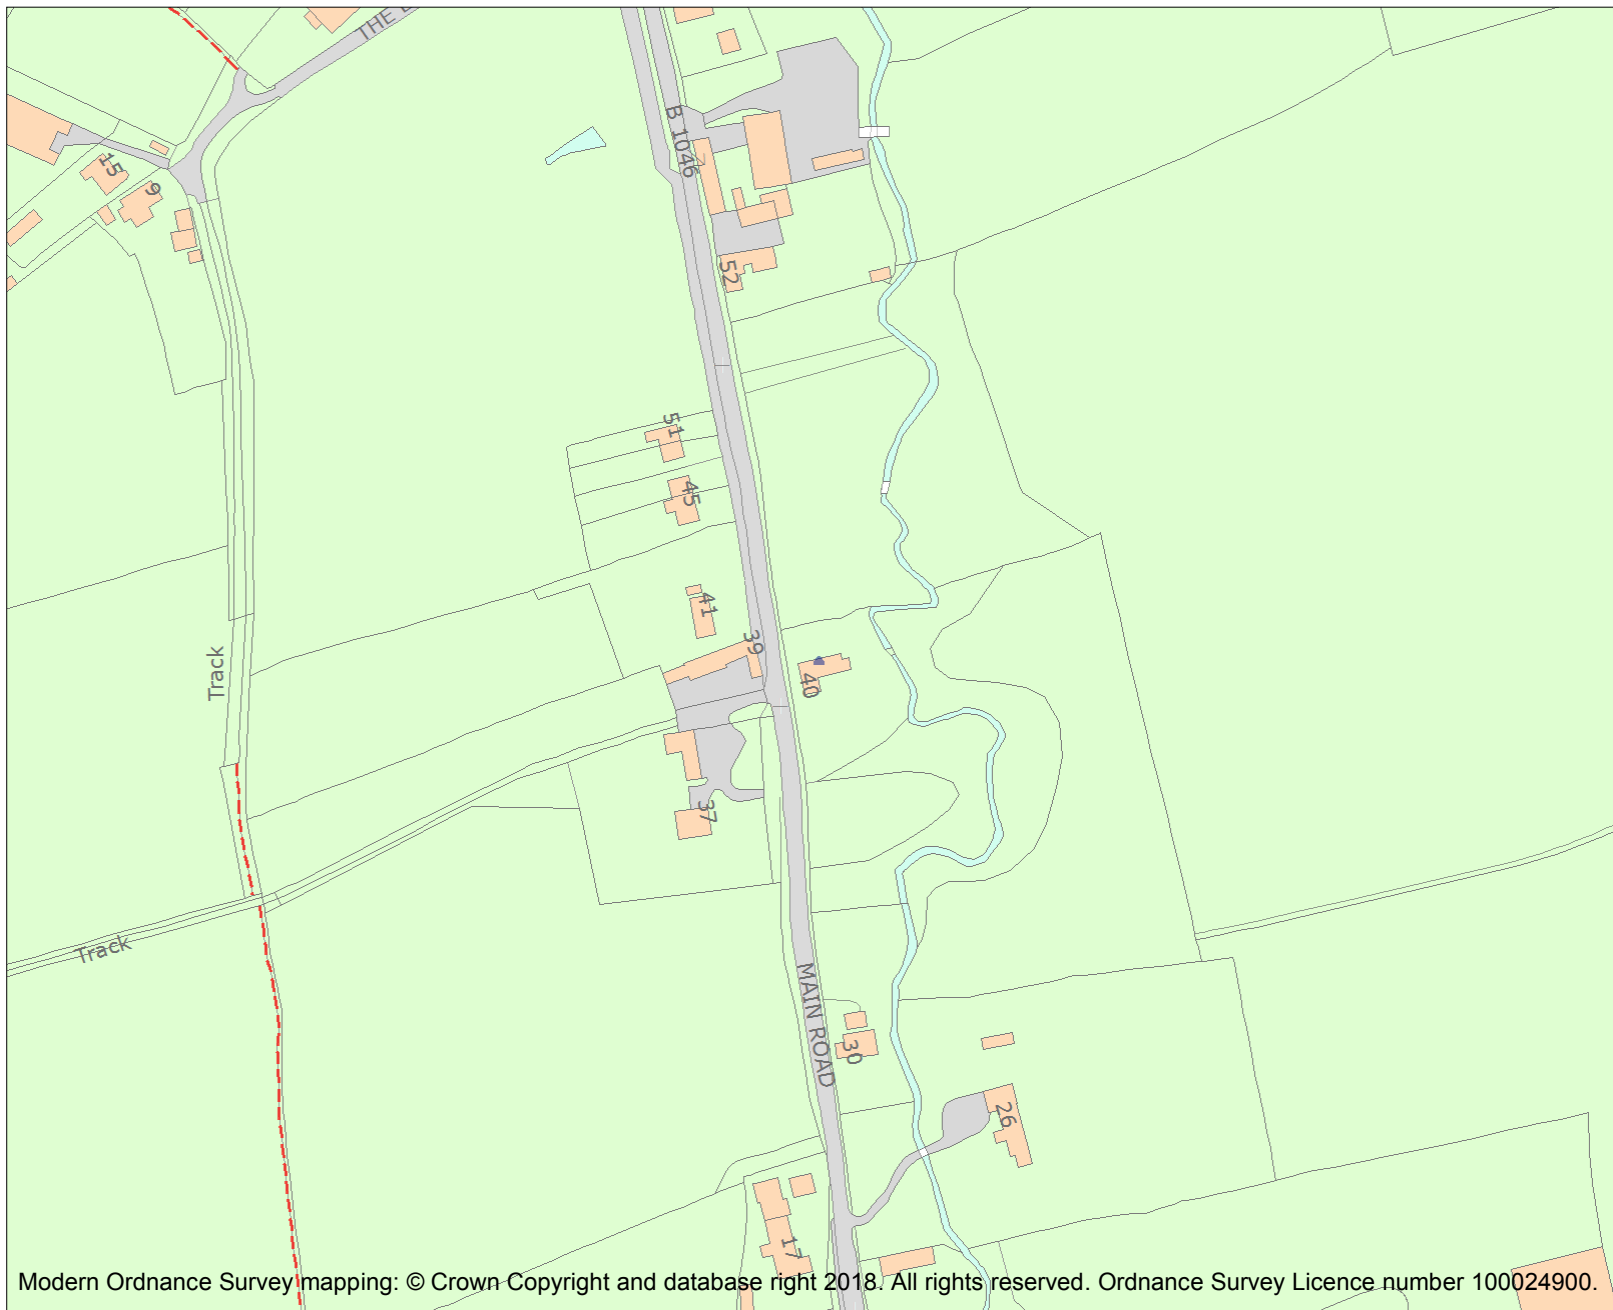 THE
B 1046
15
9
52
51
45
41
39
40
Track
37
Track
MAIN ROAD
30
26
17
Modern Ordnance Survey mapping: © Crown Copyright and database right 2018. All rights reserved. Ordnance Survey Licence number 100024900.